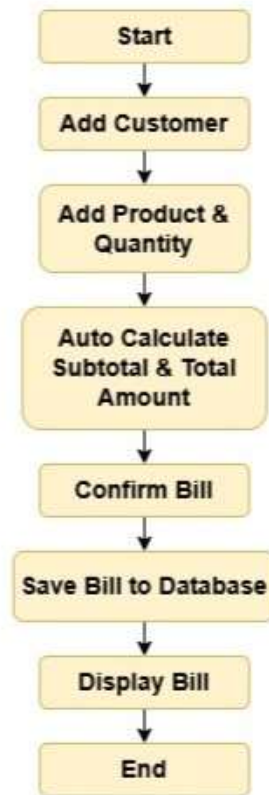 Start
Add Customer
Add Product &
Quantity
Auto Calculate
Subtotal & Total
Amount
Confirm Bill
Save Bill to Database
Display Bill
End